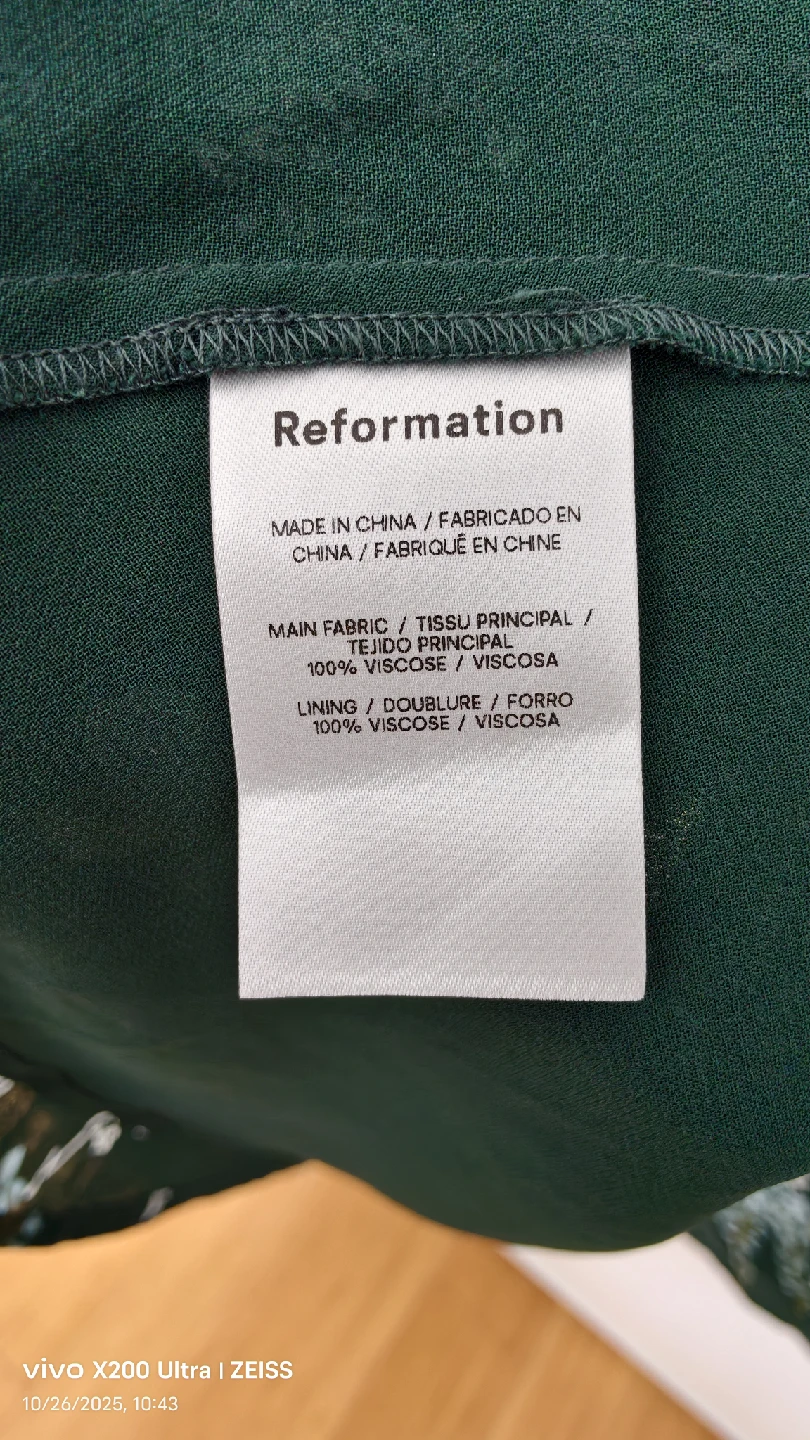 Reformation
MADE IN CHINA / FABRICADO EN
CHINA / FABRIQUÉ EN CHINE
MAIN FABRIC / TISSU PRINCIPAL /
TEJIDO PRINCIPAL
100% VISCOSE / VISCOSA
LINING / DOUBLURE / FORRO
100% VISCOSE / VISCOSA
vivo X200 Ultra | ZEISS
10/26/2025, 10:43